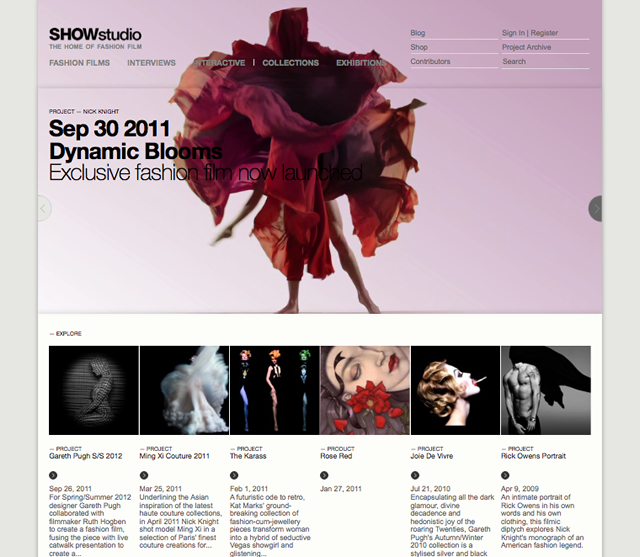 SHOWstudio
THE HOME OF FASHION FILM
FASHION FILMS INTERVIEWS INTERACTIVE | COLLECTIONS EXHIBITIONS
Blog
Shop
Contributors
Sign In | Register
Project Archive
Search
PROJECT — NICK KNIGHT
Sep 30 2011
Dynamic Blooms
Exclusive fashion film now launched
— EXPLORE
— PROJECT
Gareth Pugh S/S 2012
Sep 26, 2011
For Spring/Summer 2012
designer Gareth Pugh
collaborated with
filmmaker Ruth Hogben
to create a fashion film,
fusing the piece with live
catwalk presentation to
create a...
— PROJECT
Ming Xi Couture 2011
Mar 25, 2011
Underlining the Asian
inspiration of the latest
haute couture collections,
in April 2011 Nick Knight
shot model Ming Xi in a
selection of Paris' finest
couture creations for...
— PROJECT
The Karass
Feb 1, 2011
A futuristic ode to retro,
Kat Marks' ground-
breaking collection of
fashion-cum-jewellery
pieces transform woman
into a hybrid of seductive
Vegas showgirl and
glistening...
— PRODUCT
Rose Red
Jan 27, 2011
— PROJECT
Joie De Vivre
Jul 21, 2010
Encapsulating all the dark
glamour, divine
decadence and
hedonistic joy of the
roaring Twenties, Gareth
Pugh's Autumn/Winter
2010 collection is a
stylised silver and black
— PROJECT
Rick Owens Portrait
Apr 9, 2009
An intimate portrait of
Rick Owens in his own
words and his own
clothing, this filmic
diptych explores Nick
Knight's monograph of an
American fashion legend.